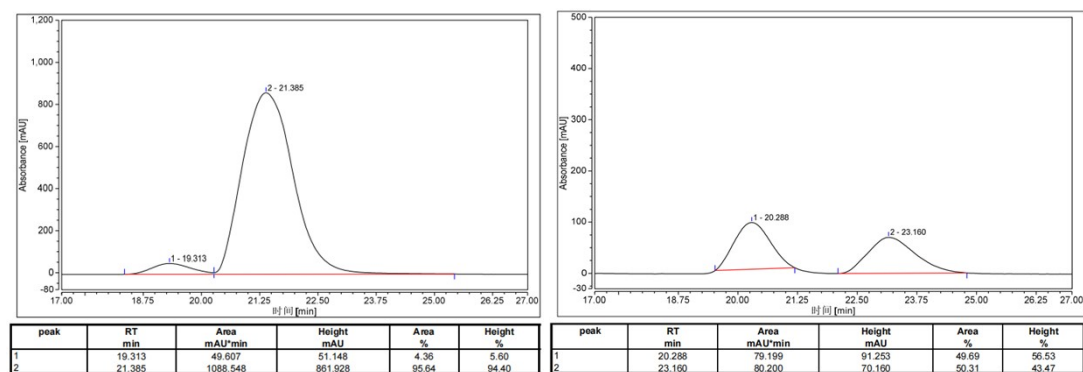 1,200
1,000
800
600
400
200
0
-80
Absorbance [mAU]
1 - 19.313
2 - 21.385
17.00 18.75 20.00 21.25 22.50 23.75 25.00 26.25 27.00
[min]
peak RT Area Height Area Height
min mAU*min mAU % %
1 19.313 49.607 51.148 4.36 5.60
2 21.385 1088.548 861.928 95.64 94.40
500
400
300
200
100
0
-30
Absorbance [mAU]
1 - 20.288
2 - 23.160
17.00 18.75 20.00 21.25 22.50 23.75 25.00 26.25 27.00
[min]
peak RT Area Height Area Height
min mAU*min mAU % %
1 20.288 79.199 91.253 49.69 56.53
2 23.160 80.200 70.160 50.31 43.47